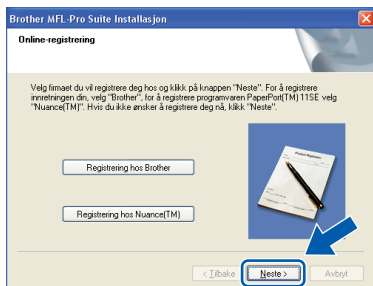 Brother MFL-Pro Suite Installasjon
Online-registrering
Velg firmaet du vil registrere deg hos og klikk på knappen "Neste". For å registrere
innretningen din, velg "Brother", for å registrere programvaren PaperPort(TM) 11SE velg
"Nuance(TM)". Hvis du ikke ønsker å registrere deg nå, klikk "Neste".
Registrering hos Brother
Registrering hos Nuance(TM)
< Tilbake
Neste >
Avbryt